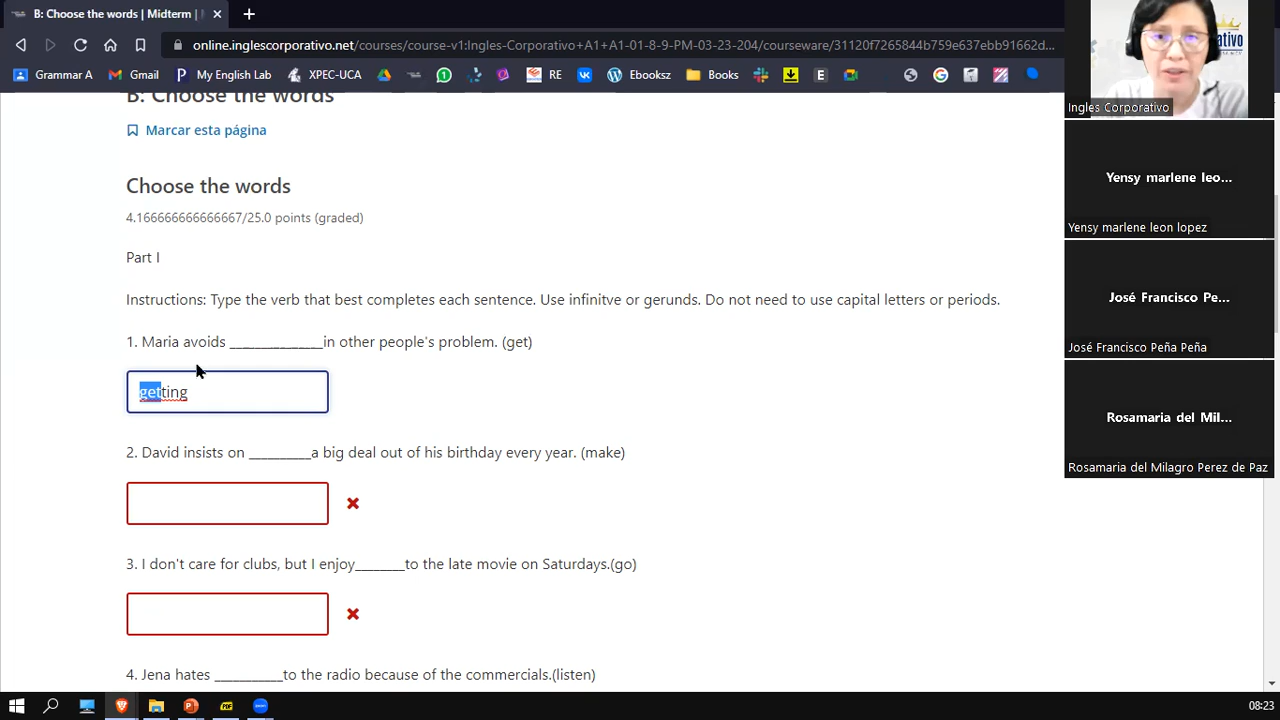 B: Choose the words | Midterm |
online.inglescorporativo.net/courses/course-v1:Ingles-Corporativo+A1+A1-01-8-9-PM-03-23-204/courseware/31120f7265844b759e637ebb91662d...
Grammar A
Gmail
My English Lab
XPEC-UCA
RE
Ebooksz
Books
B: Choose the words
Marcar esta página
Choose the words
4.166666666666667/25.0 points (graded)
Part I
Instructions: Type the verb that best completes each sentence. Use infinitve or gerunds. Do not need to use capital letters or periods.
1. Maria avoids ______________in other people's problem. (get)
getting
2. David insists on __________a big deal out of his birthday every year. (make)
3. I don't care for clubs, but I enjoy_______to the late movie on Saturdays.(go)
4. Jena hates ___________to the radio because of the commercials.(listen)
Ingles Corporativo
Yensy marlene leo...
Yensy marlene leon lopez
José Francisco Pe...
José Francisco Peña Peña
Rosamaria del Mil...
Rosamaria del Milagro Perez de Paz
08:23